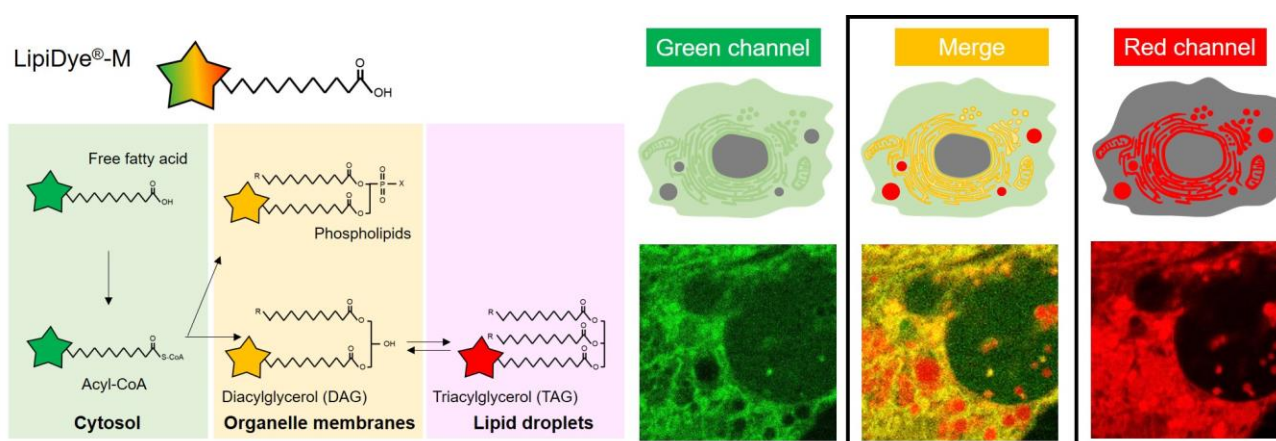 LipiDye®-M
O
OH
Free fatty acid
O
OH
Acyl-CoA
O
S-CoA
Cytosol
R
O
O
O
P
X
O
O
O
Phospholipids
R
O
O
OH
O
O
Diacylglycerol (DAG)
Organelle membranes
R
O
O
R
O
O
O
O
Triacylglycerol (TAG)
Lipid droplets
Green channel
Merge
Red channel